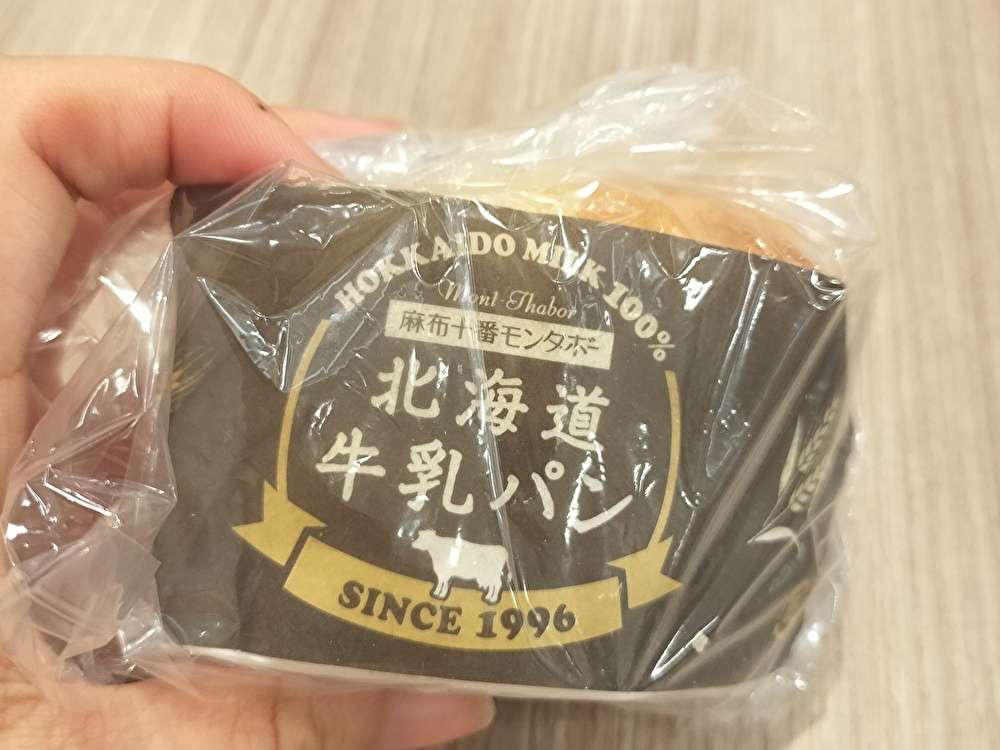 HOKKAIDO MILK 100%
Mont-Thabor
麻布十番モンタボー
北海道
牛乳パン
SINCE 1996